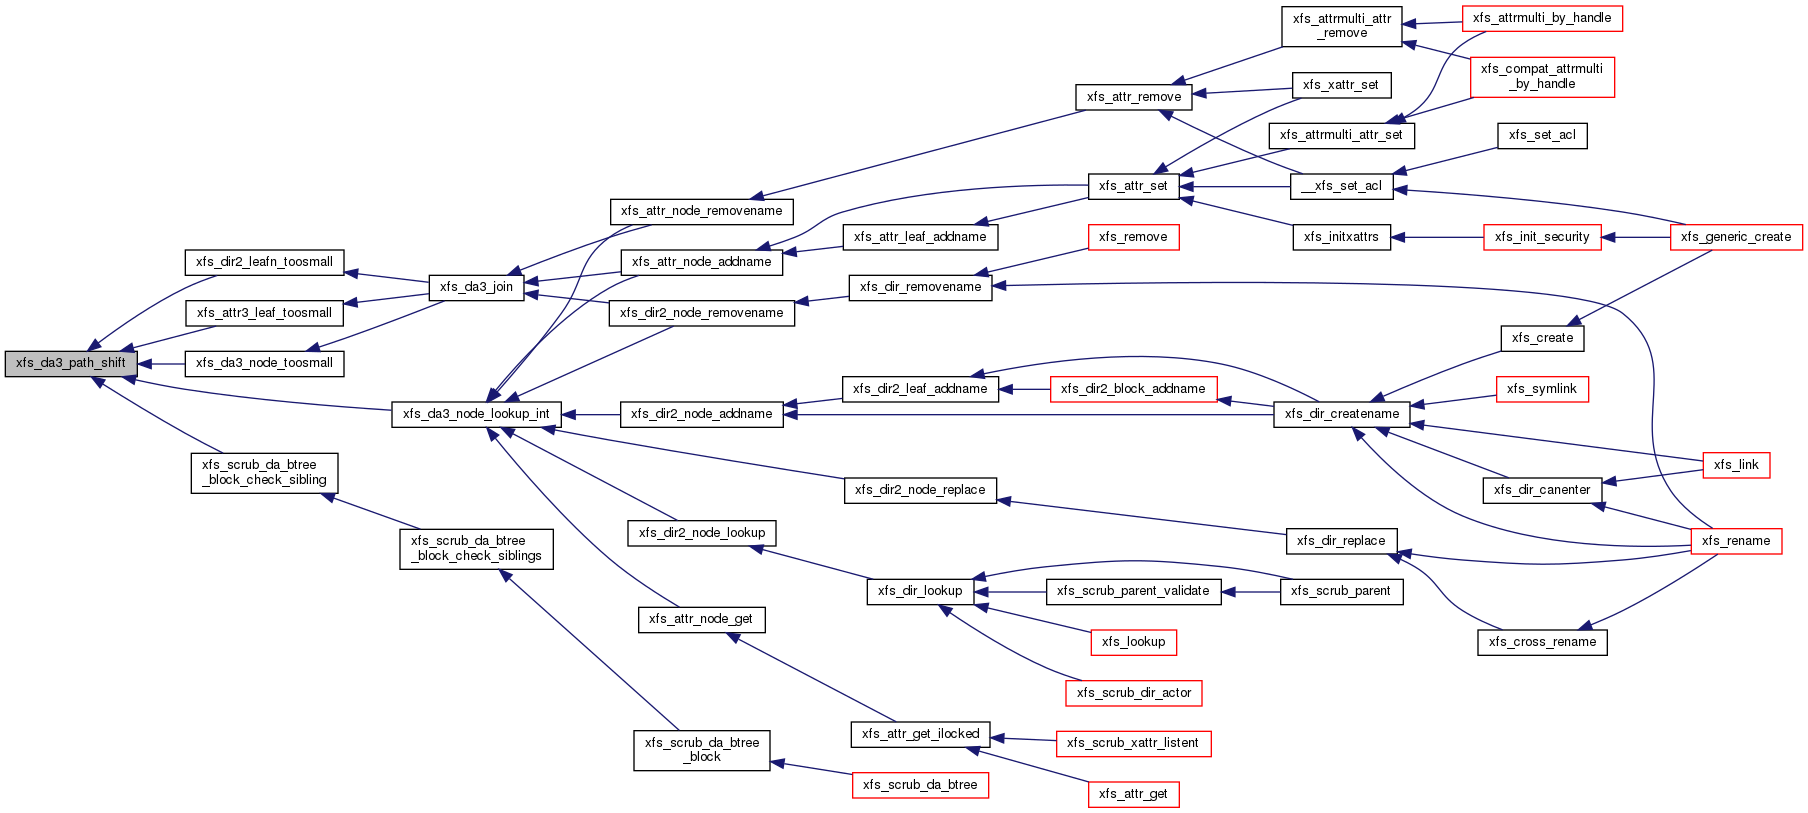 xfs_attrmulti_attr
_remove
xfs_attrmulti_by_handle
xfs_compat_attrmulti
_by_handle
xfs_xattr_set
xfs_attr_remove
xfs_attrmulti_attr_set
xfs_set_acl
xfs_attr_set
__xfs_set_acl
xfs_attr_node_removename
xfs_attr_leaf_addname
xfs_remove
xfs_initxattrs
xfs_init_security
xfs_generic_create
xfs_dir2_leafn_toosmall
xfs_attr_node_addname
xfs_da3_join
xfs_dir_removename
xfs_attr3_leaf_toosmall
xfs_dir2_node_removename
xfs_create
xfs_da3_path_shift
xfs_da3_node_toosmall
xfs_dir2_leaf_addname
xfs_dir2_block_addname
xfs_symlink
xfs_da3_node_lookup_int
xfs_dir2_node_addname
xfs_dir_createname
xfs_scrub_da_btree
_block_check_sibling
xfs_link
xfs_dir2_node_replace
xfs_dir_canenter
xfs_dir2_node_lookup
xfs_scrub_da_btree
_block_check_siblings
xfs_dir_replace
xfs_rename
xfs_dir_lookup
xfs_scrub_parent_validate
xfs_scrub_parent
xfs_attr_node_get
xfs_lookup
xfs_cross_rename
xfs_scrub_dir_actor
xfs_attr_get_ilocked
xfs_scrub_xattr_listent
xfs_scrub_da_btree
_block
xfs_scrub_da_btree
xfs_attr_get